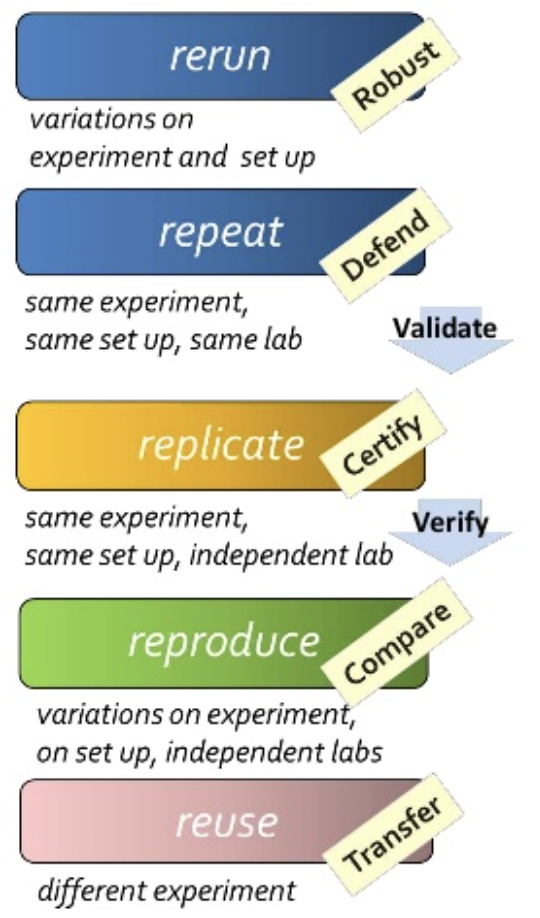 rerun
Robust
variations on
experiment and set up
repeat
Defend
same experiment,
same set up, same lab
Validate
replicate
Certify
same experiment,
same set up, independent lab
Verify
reproduce
Compare
variations on experiment,
on set up, independent labs
reuse
Transfer
different experiment